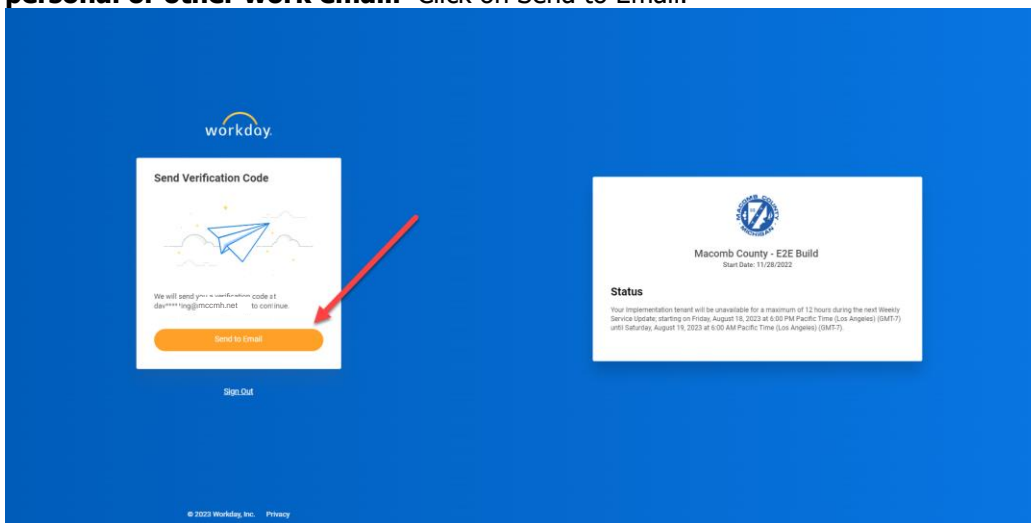 personal or other work email. Click on Send to Email.
workday.
Send Verification Code
We will send you a verification code at
dav****ing@mccmh.net to continue.
Send to Email
Sign Out
© 2023 Workday, Inc. Privacy
MACOMB COUNTY
MICHIGAN
Macomb County - E2E Build
Start Date: 11/28/2022
Status
Your Implementation tenant will be unavailable for a maximum of 12 hours during the next Weekly
Service Update; starting on Friday, August 18, 2023 at 6:00 PM Pacific Time (Los Angeles) (GMT-7)
until Saturday, August 19, 2023 at 6:00 AM Pacific Time (Los Angeles) (GMT-7).